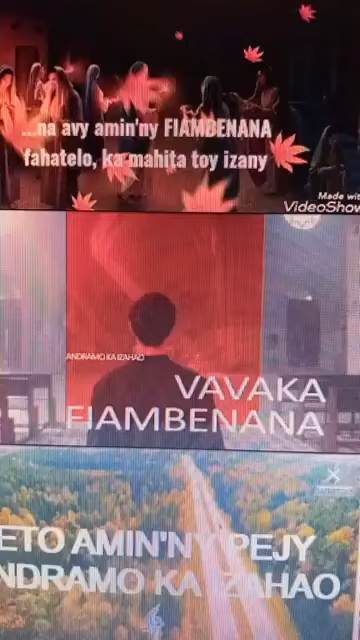 ...na avy amin'ny FIAMBENANA
fahatelo, ka mahita toy izany
Made wit
VideoShow
ANDRAMO KA IZAHAO
VAVAKA
FIAMBENANA
ETO AMIN'NY PEJY
NDRAMO KA IZAHAO